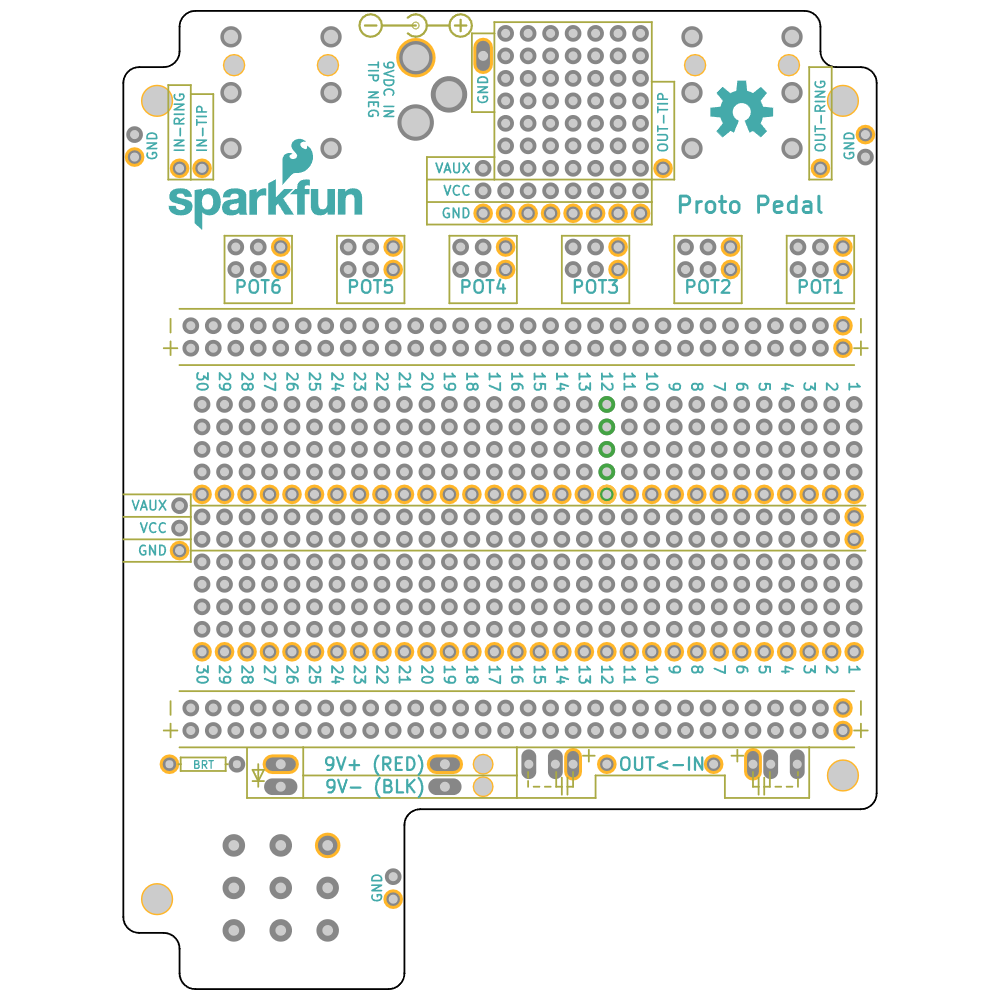 9VDC IN
TIP NEG
GND
IN-RING
IN-TIP
GND
OUT-TIP
OUT-RING
GND
sparkfun
VAUX
VCC
GND
Proto Pedal
POT6 POT5 POT4 POT3 POT2 POT1
30 29 28 27 26 25 24 23 22 21 20 19 18 17 16 15 14 13 12 11 10 9 8 7 6 5 4 3 2 1
VAUX
VCC
GND
30 29 28 27 26 25 24 23 22 21 20 19 18 17 16 15 14 13 12 11 10 9 8 7 6 5 4 3 2 1
BRT
9V+ (RED)
9V- (BLK)
OUT<-IN
GND